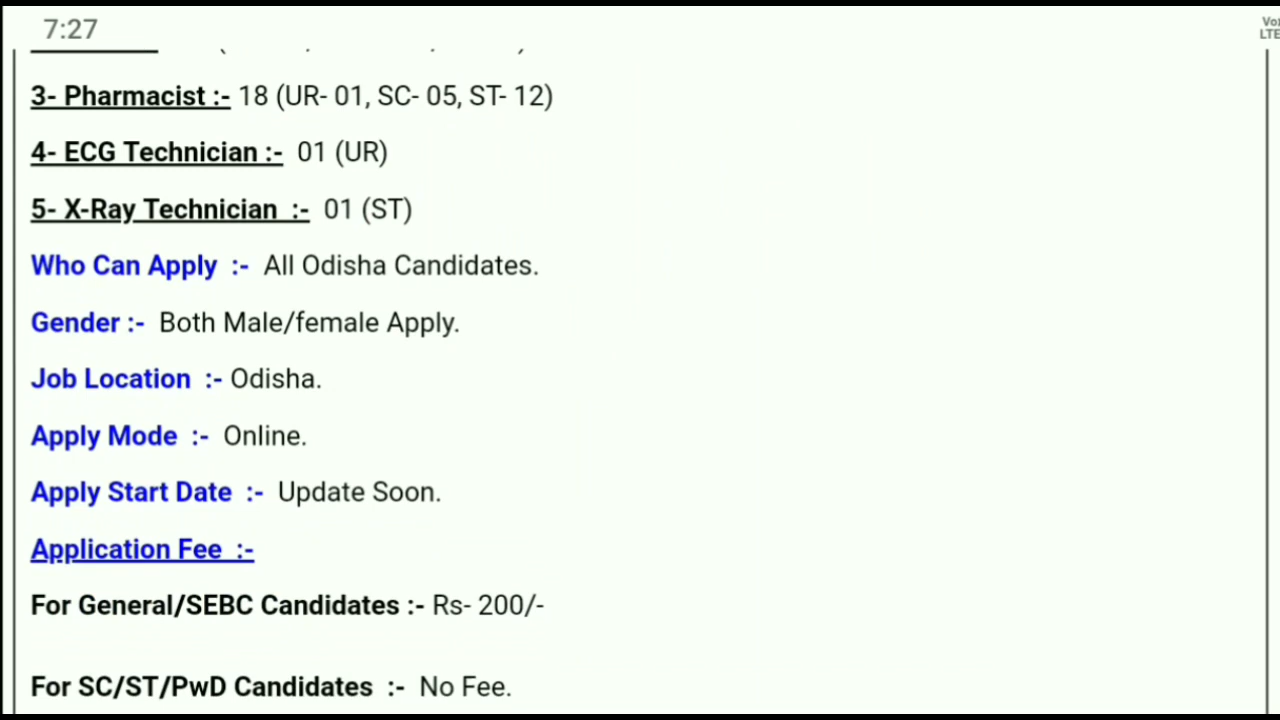 7:27
Vo
LTE
3- Pharmacist :- 18 (UR- 01, SC- 05, ST- 12)
4- ECG Technician :- 01 (UR)
5- X-Ray Technician :- 01 (ST)
Who Can Apply :- All Odisha Candidates.
Gender :- Both Male/female Apply.
Job Location :- Odisha.
Apply Mode :- Online.
Apply Start Date :- Update Soon.
Application Fee :-
For General/SEBC Candidates :- Rs- 200/-
For SC/ST/PwD Candidates :- No Fee.